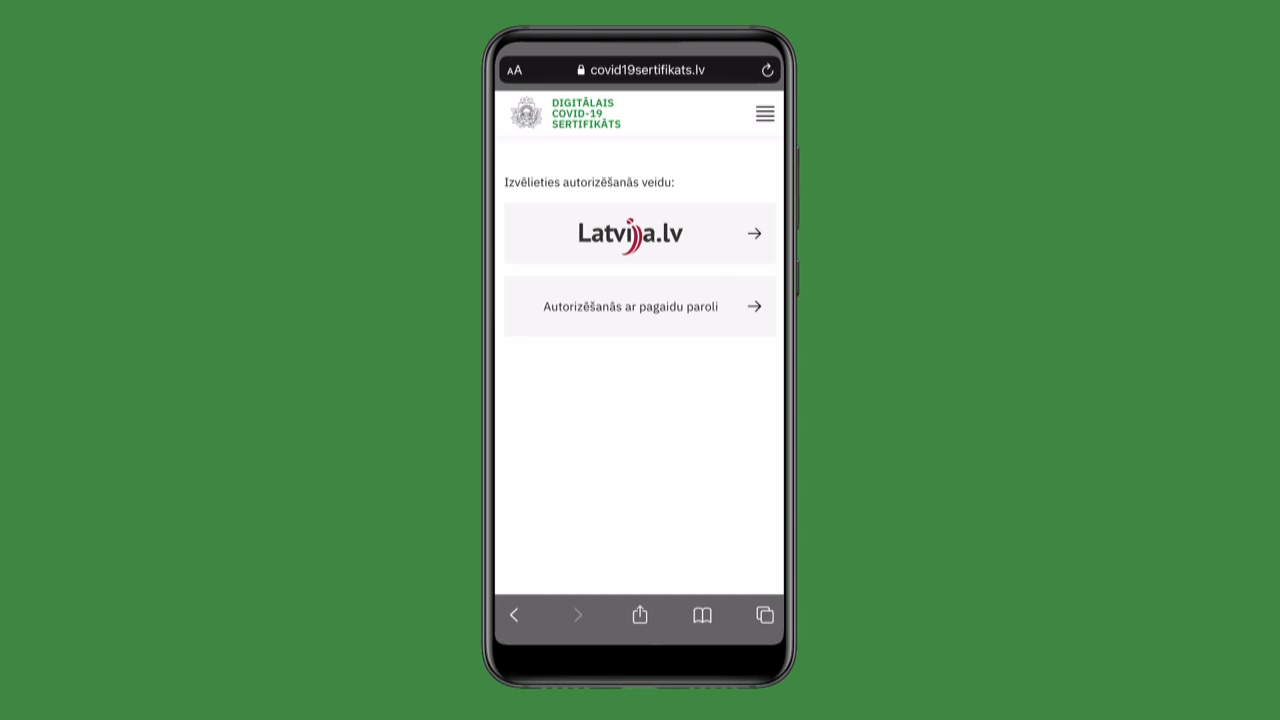 AA
covid19sertifikats.lv
DIGITĀLAIS
COVID-19
SERTIFIKĀTS
Izvēlieties autorizēšanās veidu:
Latvija.lv
Autorizēšanās ar pagaidu paroli